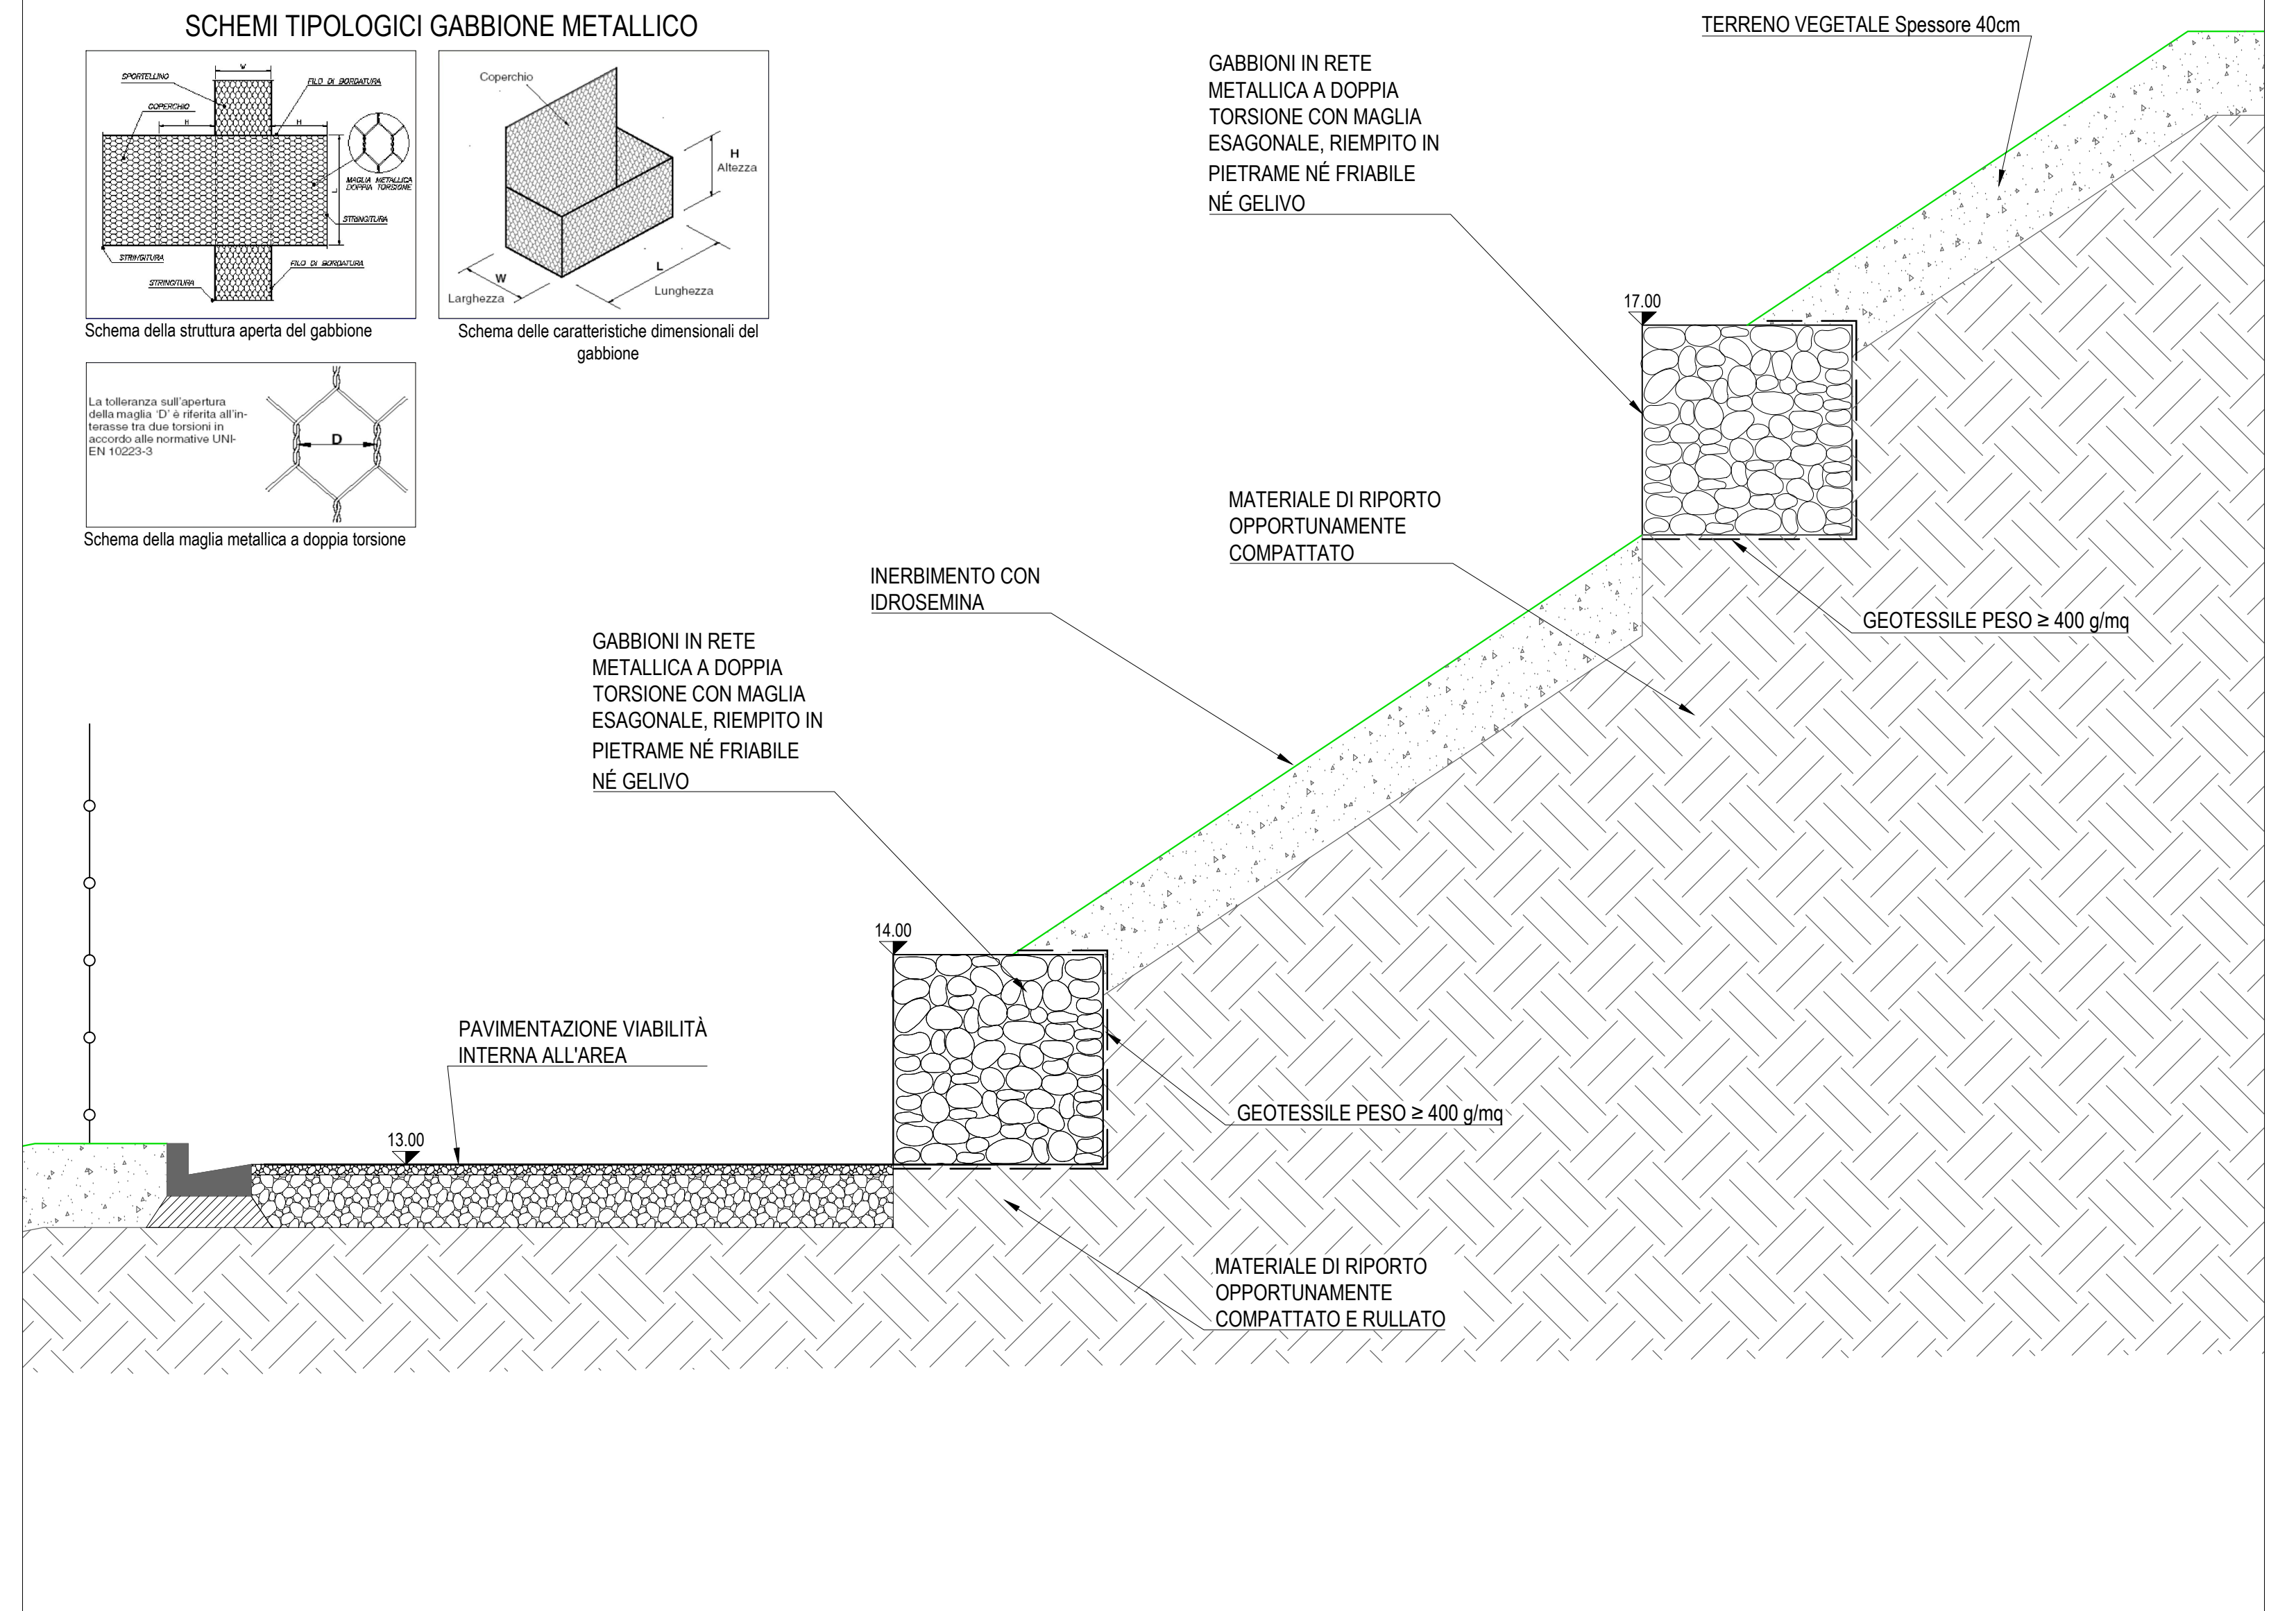 SCHEMI TIPOLOGICI GABBIONE METALLICO
SPORTELLINO
W
FILO DI BORDATURA
COPERCHIO
H
H
L
MAGLIA METALLICA
DOPPIA TORSIONE
STRINGITURA
STRINGITURA
FILO DI BORDATURA
STRINGITURA
Schema della struttura aperta del gabbione
Coperchio
H
Altezza
W
Larghezza
L
Lunghezza
Schema delle caratteristiche dimensionali del
gabbione
La tolleranza sull'apertura
della maglia 'D' è riferita all'in-
terasse tra due torsioni in
accordo alle normative UNI-
EN 10223-3
D
Schema della maglia metallica a doppia torsione
TERRENO VEGETALE Spessore 40cm
GABBIONI IN RETE
METALLICA A DOPPIA
TORSIONE CON MAGLIA
ESAGONALE, RIEMPITO IN
PIETRAME NÉ FRIABILE
NÉ GELIVO
17.00
MATERIALE DI RIPORTO
OPPORTUNAMENTE
COMPATTATO
INERBIMENTO CON
IDROSEMINA
GEOTESSILE PESO ≥ 400 g/mq
GABBIONI IN RETE
METALLICA A DOPPIA
TORSIONE CON MAGLIA
ESAGONALE, RIEMPITO IN
PIETRAME NÉ FRIABILE
NÉ GELIVO
14.00
PAVIMENTAZIONE VIABILITÀ
INTERNA ALL'AREA
13.00
GEOTESSILE PESO ≥ 400 g/mq
MATERIALE DI RIPORTO
OPPORTUNAMENTE
COMPATTATO E RULLATO